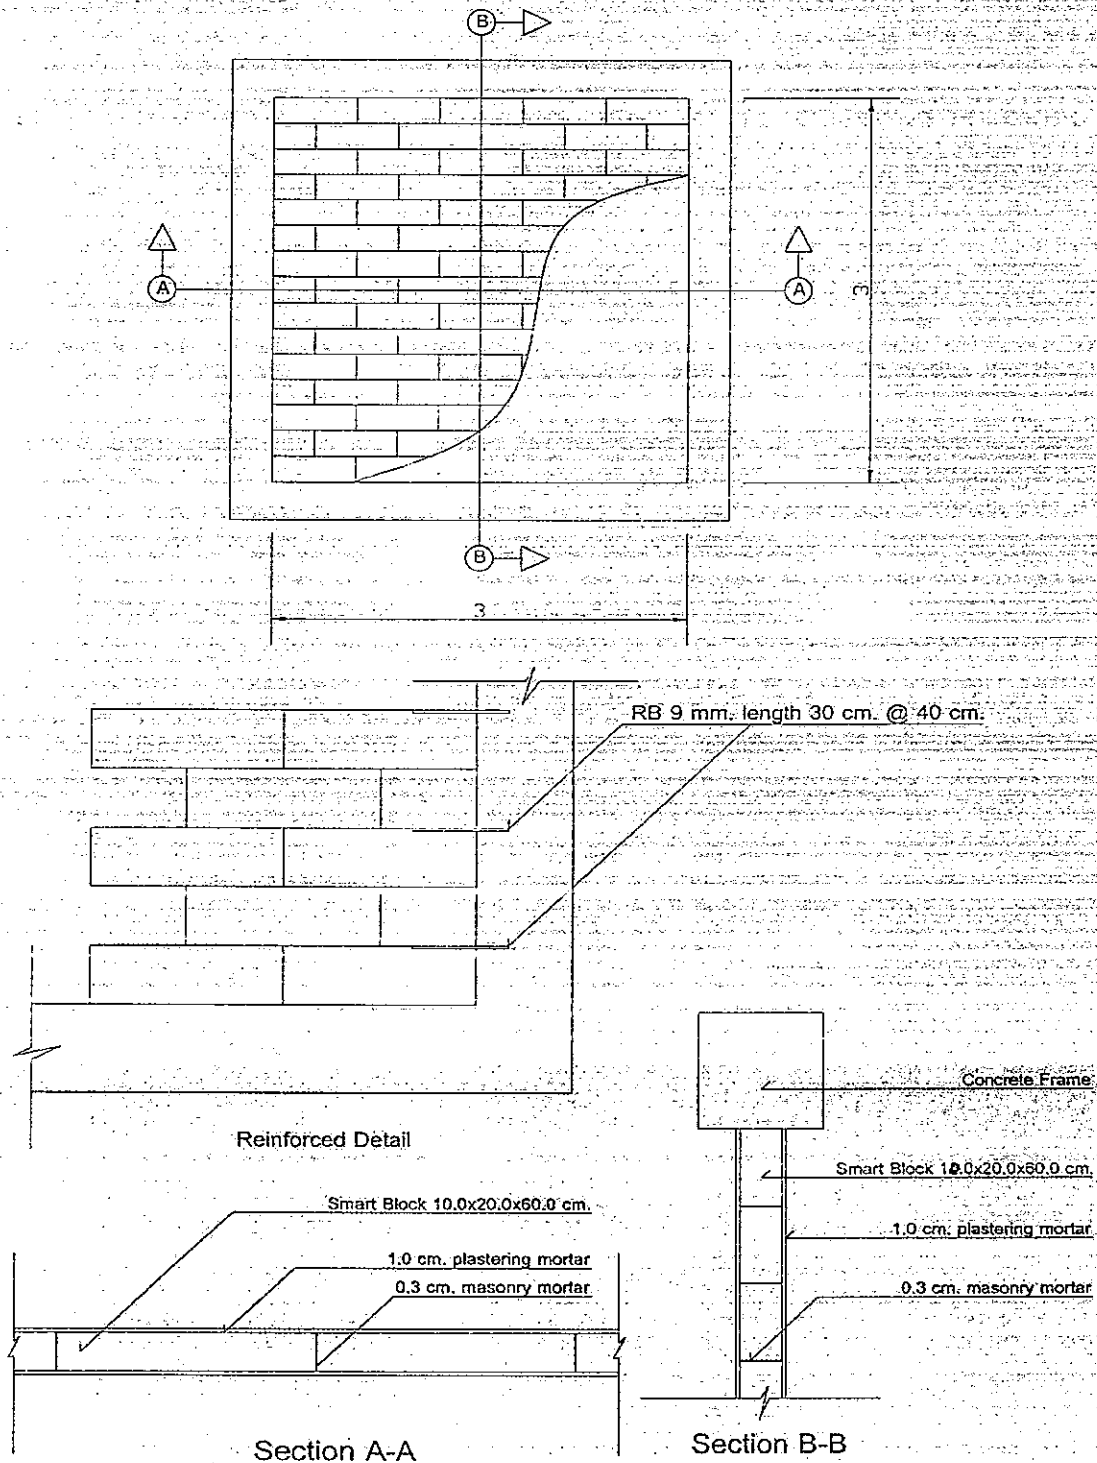 B
A
A
3
B
3
RB 9 mm. length 30 cm. @ 40 cm.
Reinforced Detail
Concrete Frame
Smart Block 10.0x20.0x60.0 cm.
1.0 cm. plastering mortar
0.3 cm. masonry mortar
Smart Block 10.0x20.0x60.0 cm.
1.0 cm. plastering mortar
0.3 cm. masonry mortar
Section A-A
Section B-B